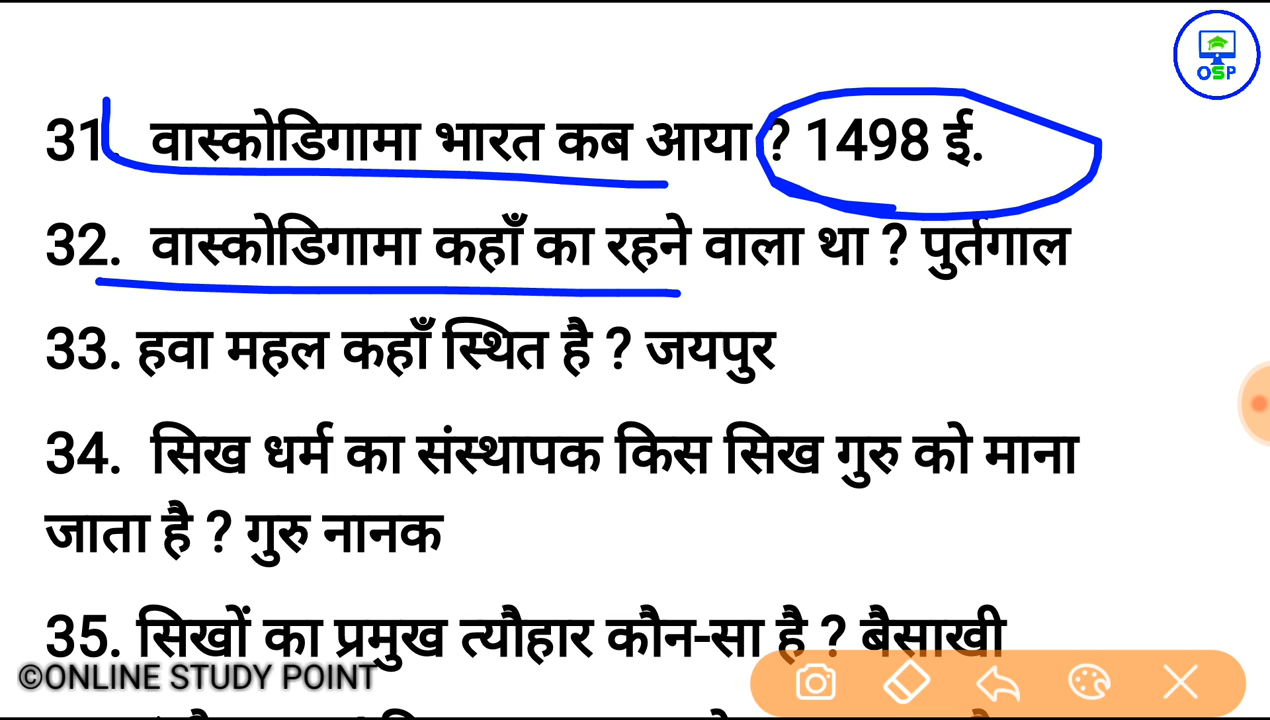 OSP
31. वास्कोडिगामा भारत कब आया ? 1498 ई.
32. वास्कोडिगामा कहाँ का रहने वाला था ? पुर्तगाल
33. हवा महल कहाँ स्थित है ? जयपुर
34. सिख धर्म का संस्थापक किस सिख गुरु को माना
जाता है ? गुरु नानक
35. सिखों का प्रमुख त्यौहार कौन-सा है ? बैसाखी
©ONLINE STUDY POINT